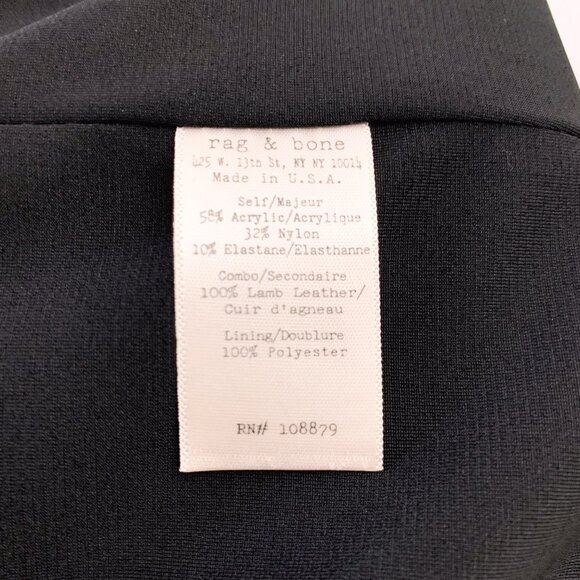 rag & bone
425 W. 13th St, NY NY 10014
Made in U.S.A.
Self/Majeur
58% Acrylic/Acrylique
32% Nylon
10% Elastane/Elasthanne
Combo/Secondaire
100% Lamb Leather/
Cuir d'agneau
Lining/Doublure
100% Polyester
RN# 108879